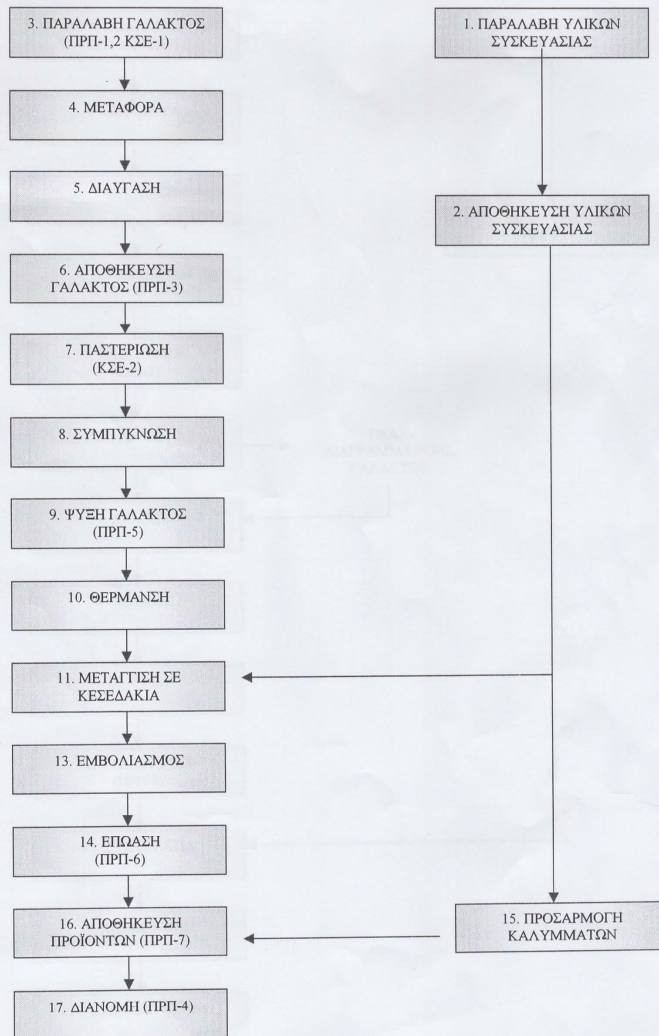 3. ΠΑΡΑΛΑΒΗ ΓΑΛΑΚΤΟΣ
(ΠΡΠ-1,2 ΚΣΕ-1)
1. ΠΑΡΑΛΑΒΗ ΥΛΙΚΩΝ
ΣΥΣΚΕΥΑΣΙΑΣ
4. ΜΕΤΑΦΟΡΑ
5. ΔΙΑΥΓΑΣΗ
2. ΑΠΟΘΗΚΕΥΣΗ ΥΛΙΚΩΝ
ΣΥΣΚΕΥΑΣΙΑΣ
6. ΑΠΟΘΗΚΕΥΣΗ
ΓΑΛΑΚΤΟΣ (ΠΡΠ-3)
7. ΠΑΣΤΕΡΙΩΣΗ
(ΚΣΕ-2)
8. ΣΥΜΠΥΚΝΩΣΗ
9. ΨΥΞΗ ΓΑΛΑΚΤΟΣ
(ΠΡΠ-5)
10. ΘΕΡΜΑΝΣΗ
11. ΜΕΤΑΓΓΙΣΗ ΣΕ
ΚΕΣΕΔΑΚΙΑ
13. ΕΜΒΟΛΙΑΣΜΟΣ
14. ΕΠΩΑΣΗ
(ΠΡΠ-6)
16. ΑΠΟΘΗΚΕΥΣΗ
ΠΡΟΪΟΝΤΩΝ (ΠΡΠ-7)
15. ΠΡΟΣΑΡΜΟΓΗ
ΚΑΛΥΜΜΑΤΩΝ
17. ΔΙΑΝΟΜΗ (ΠΡΠ-4)